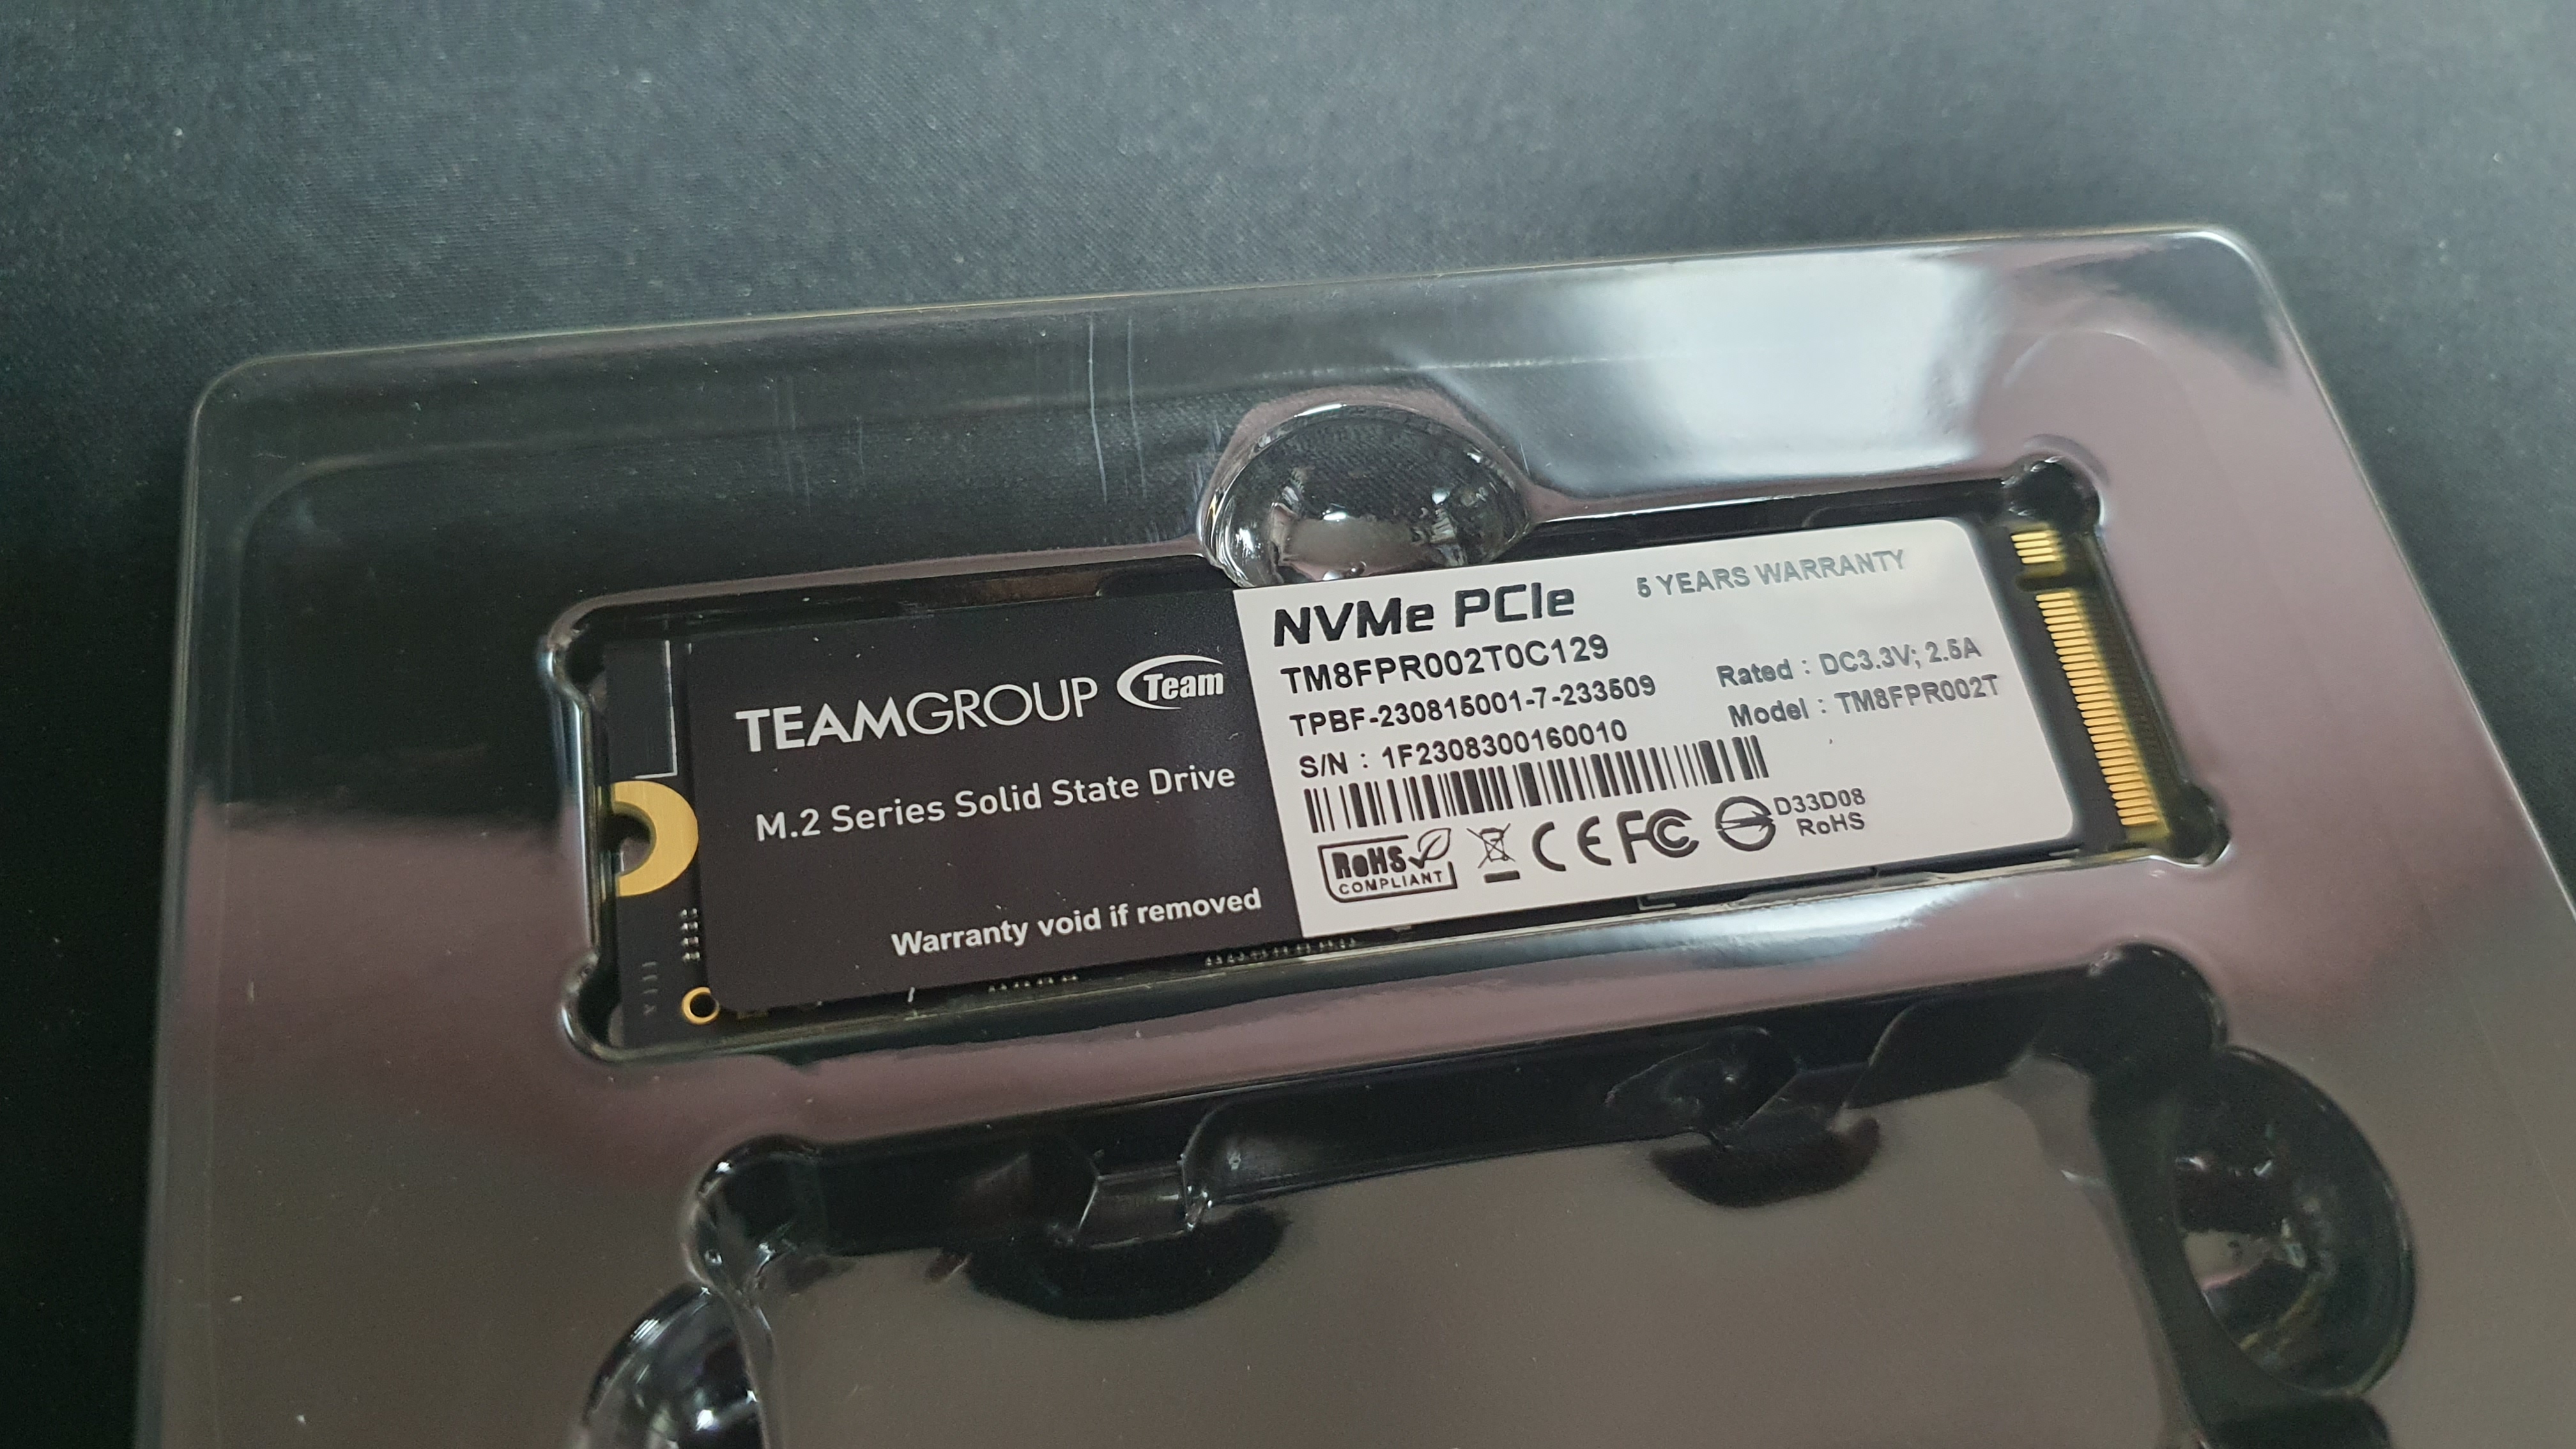 TEAMGROUP Team
M.2 Series Solid State Drive
Warranty void if removed
NVMe PCIe
5 YEARS WARRANTY
TM8FPR002T0C129
TPBF-230815001-7-233509
S/N : 1F2308300160010
Rated : DC3.3V; 2.5A
Model : TM8FPR002T
RoHS
COMPLIANT
CE FC D33D08
RoHS